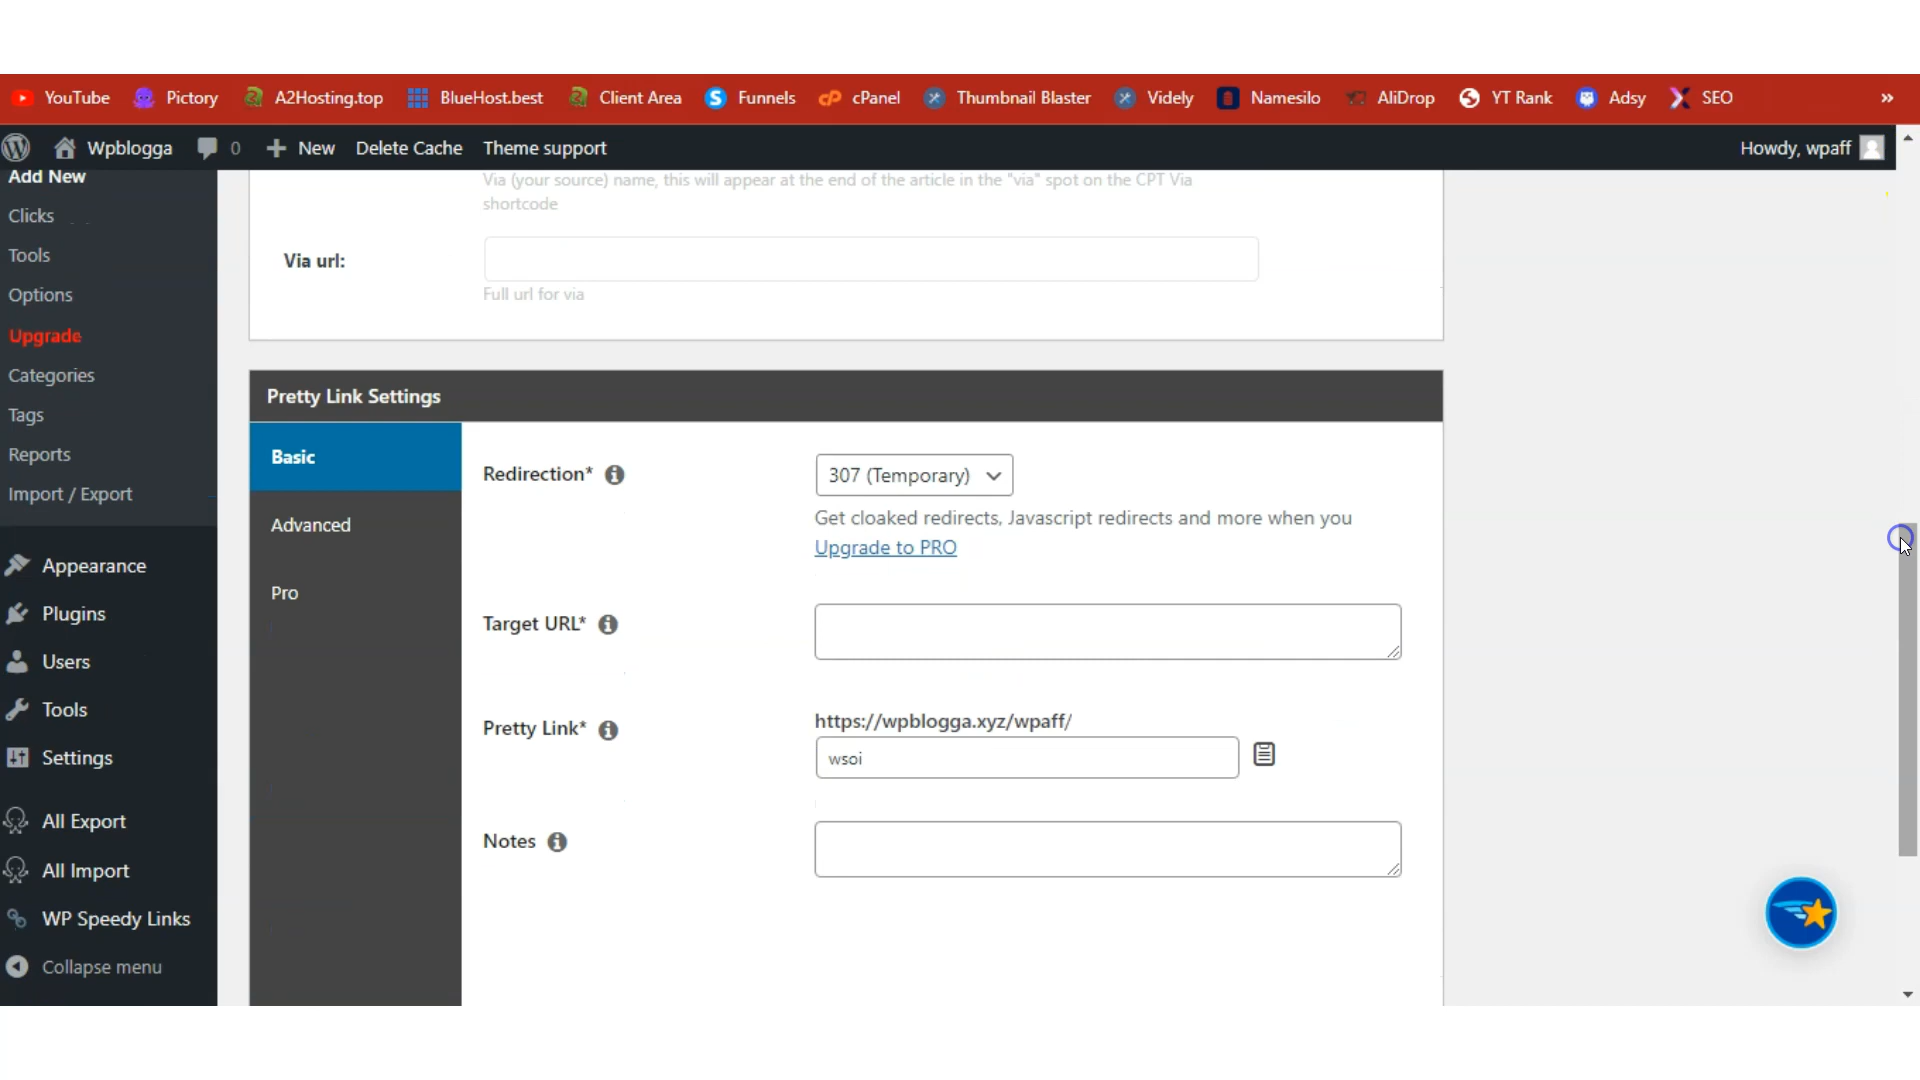 YouTube Pictory A2Hosting.top BlueHost.best Client Area Funnels cPanel Thumbnail Blaster Videly Namesilo AliDrop YT Rank Adsy SEO »
Wpblogga 0 New Delete Cache Theme support Howdy, wpaff
Add New
Clicks
Tools
Options
Upgrade
Categories
Tags
Reports
Import / Export
Appearance
Plugins
Users
Tools
Settings
All Export
All Import
WP Speedy Links
Collapse menu
Via (your source) name, this will appear at the end of the article in the "via" spot on the CPT Via
shortcode
Via url:
Full url for via
Pretty Link Settings
Basic
Advanced
Pro
Redirection* 307 (Temporary)
Get cloaked redirects, Javascript redirects and more when you
Upgrade to PRO
Target URL*
Pretty Link* https://wpblogga.xyz/wpaff/
wsoi
Notes